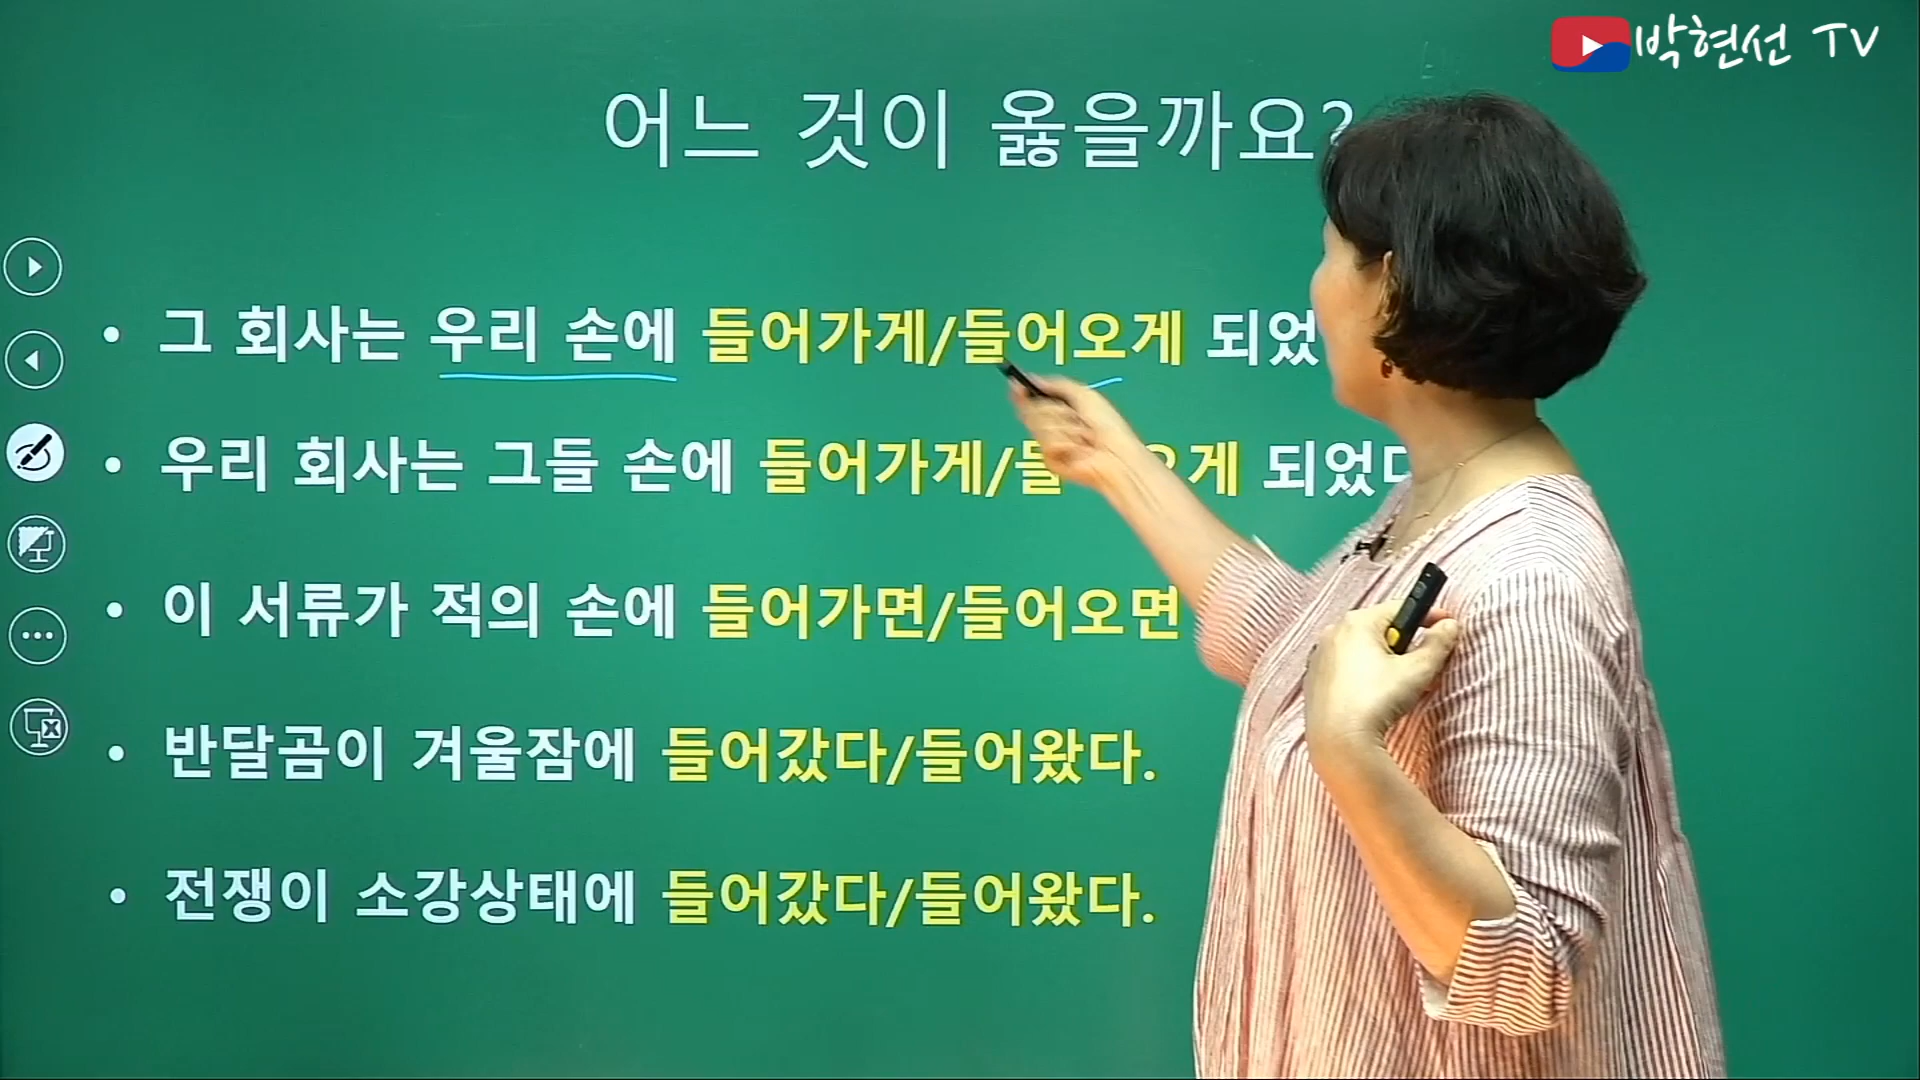 박현선 TV
어느 것이 옳을까요?
• 그 회사는 우리 손에 들어가게/들어오게 되었
• 우리 회사는 그들 손에 들어가게/들 게 되었다
• 이 서류가 적의 손에 들어가면/들어오면
• 반달곰이 겨울잠에 들어갔다/들어왔다.
• 전쟁이 소강상태에 들어갔다/들어왔다.